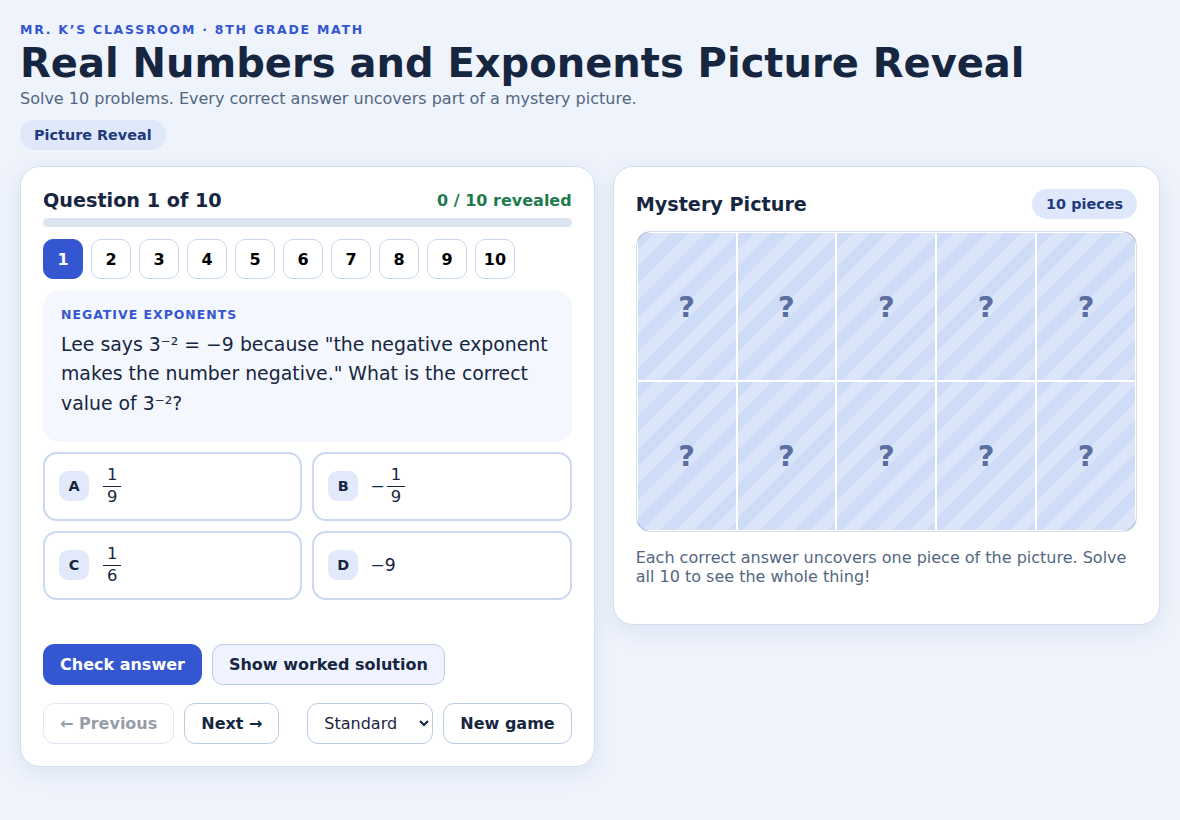 MR. K’S CLASSROOM · 8TH GRADE MATH
Real Numbers and Exponents Picture Reveal
Solve 10 problems. Every correct answer uncovers part of a mystery picture.
Picture Reveal
Question 1 of 10
0 / 10 revealed
1 2 3 4 5 6 7 8 9 10
NEGATIVE EXPONENTS
Lee says 3⁻² = −9 because "the negative exponent
makes the number negative." What is the correct
value of 3⁻²?
A 1/9
B −1/9
C 1/6
D −9
Check answer
Show worked solution
← Previous
Next →
Standard
New game
Mystery Picture
10 pieces
? ? ? ? ?
? ? ? ? ?
Each correct answer uncovers one piece of the picture. Solve
all 10 to see the whole thing!